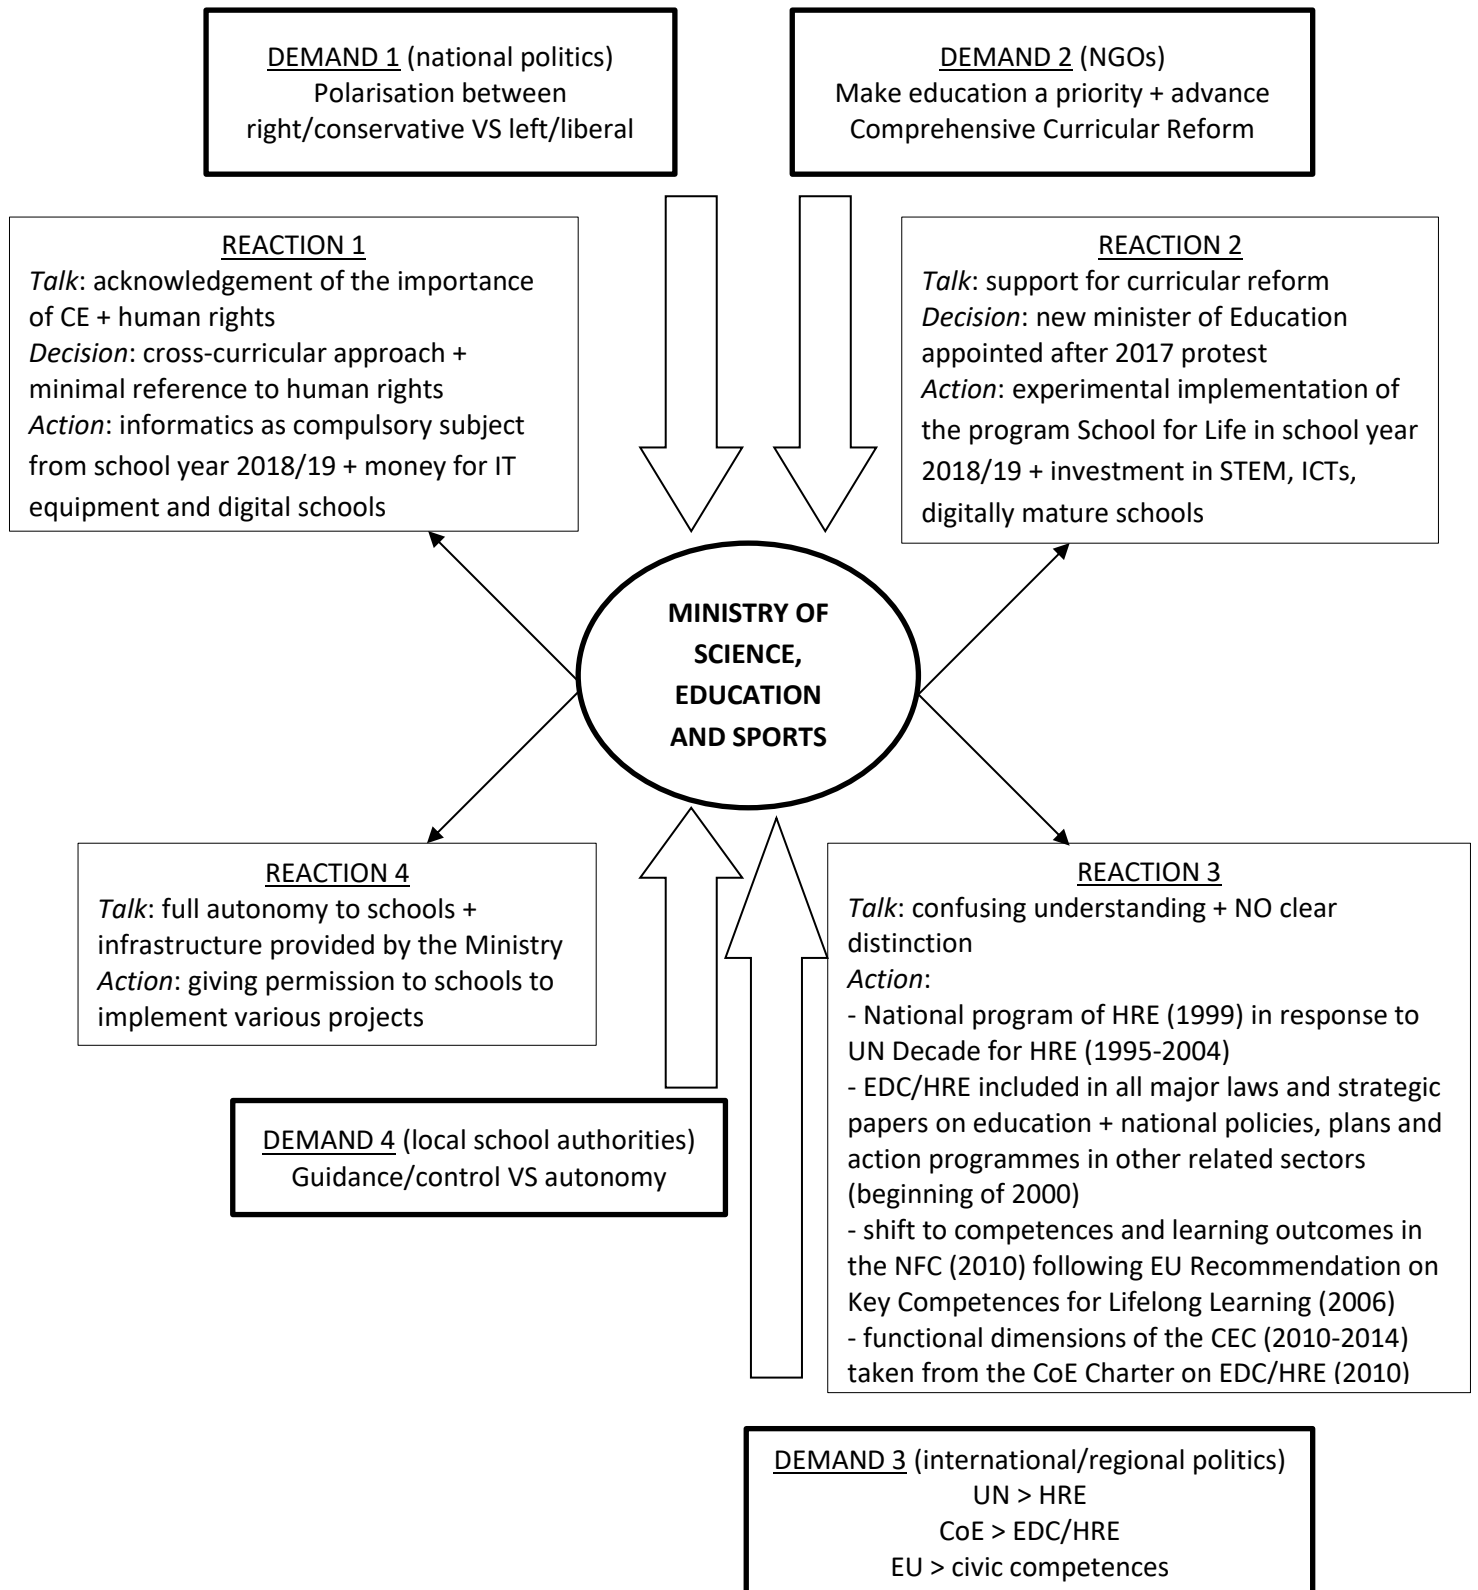 DEMAND 1 (national politics)
Polarisation between
right/conservative VS left/liberal
DEMAND 2 (NGOs)
Make education a priority + advance
Comprehensive Curricular Reform
REACTION 1
Talk: acknowledgement of the importance
of CE + human rights
Decision: cross-curricular approach +
minimal reference to human rights
Action: informatics as compulsory subject
from school year 2018/19 + money for IT
equipment and digital schools
REACTION 2
Talk: support for curricular reform
Decision: new minister of Education
appointed after 2017 protest
Action: experimental implementation of
the program School for Life in school year
2018/19 + investment in STEM, ICTs,
digitally mature schools
MINISTRY OF
SCIENCE,
EDUCATION
AND SPORTS
REACTION 4
Talk: full autonomy to schools +
infrastructure provided by the Ministry
Action: giving permission to schools to
implement various projects
REACTION 3
Talk: confusing understanding + NO clear
distinction
Action:
- National program of HRE (1999) in response to
UN Decade for HRE (1995-2004)
- EDC/HRE included in all major laws and strategic
papers on education + national policies, plans and
action programmes in other related sectors
(beginning of 2000)
- shift to competences and learning outcomes in
the NFC (2010) following EU Recommendation on
Key Competences for Lifelong Learning (2006)
- functional dimensions of the CEC (2010-2014)
taken from the CoE Charter on EDC/HRE (2010)
DEMAND 4 (local school authorities)
Guidance/control VS autonomy
DEMAND 3 (international/regional politics)
UN > HRE
CoE > EDC/HRE
EU > civic competences